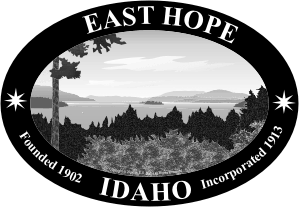 EAST HOPE
Founded 1902
IDAHO
Incorporated 1913